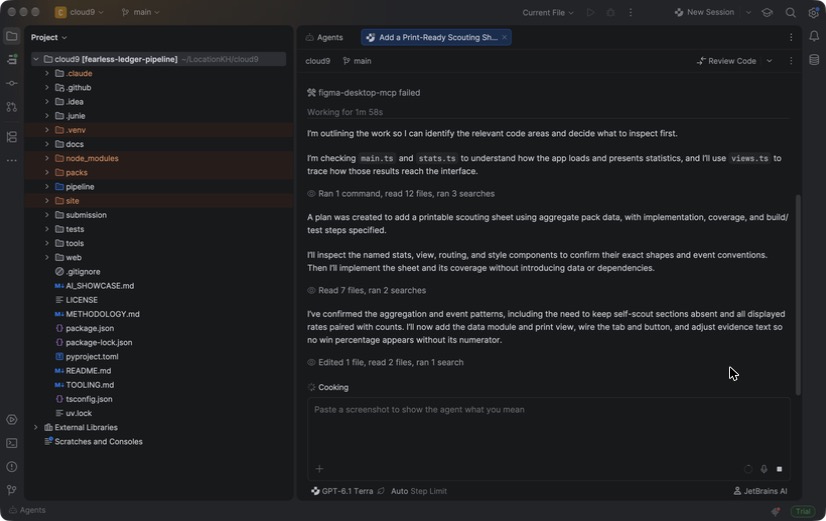 cloud9
main
Current File
New Session
Project
Agents
Add a Print-Ready Scouting Sh...
cloud9 [fearless-ledger-pipeline] ~/LocationKH/cloud9
cloud9
main
Review Code
.claude
.github
.idea
.junie
.venv
docs
node_modules
packs
pipeline
site
submission
tests
tools
web
.gitignore
AI_SHOWCASE.md
LICENSE
METHODOLOGY.md
package.json
package-lock.json
pyproject.toml
README.md
TOOLING.md
tsconfig.json
uv.lock
External Libraries
Scratches and Consoles
figma-desktop-mcp failed
Working for 1m 58s
I'm outlining the work so I can identify the relevant code areas and decide what to inspect first.
I'm checking main.ts and stats.ts to understand how the app loads and presents statistics, and I'll use views.ts to
trace how those results reach the interface.
Ran 1 command, read 12 files, ran 3 searches
A plan was created to add a printable scouting sheet using aggregate pack data, with implementation, coverage, and build/
test steps specified.
I'll inspect the named stats, view, routing, and style components to confirm their exact shapes and event conventions.
Then I'll implement the sheet and its coverage without introducing data or dependencies.
Read 7 files, ran 2 searches
I've confirmed the aggregation and event patterns, including the need to keep self-scout sections absent and all displayed
rates paired with counts. I'll now add the data module and print view, wire the tab and button, and adjust evidence text so
no win percentage appears without its numerator.
Edited 1 file, read 2 files, ran 1 search
Cooking
Paste a screenshot to show the agent what you mean
GPT-6.1 Terra
Auto Step Limit
JetBrains AI
Agents
Trial